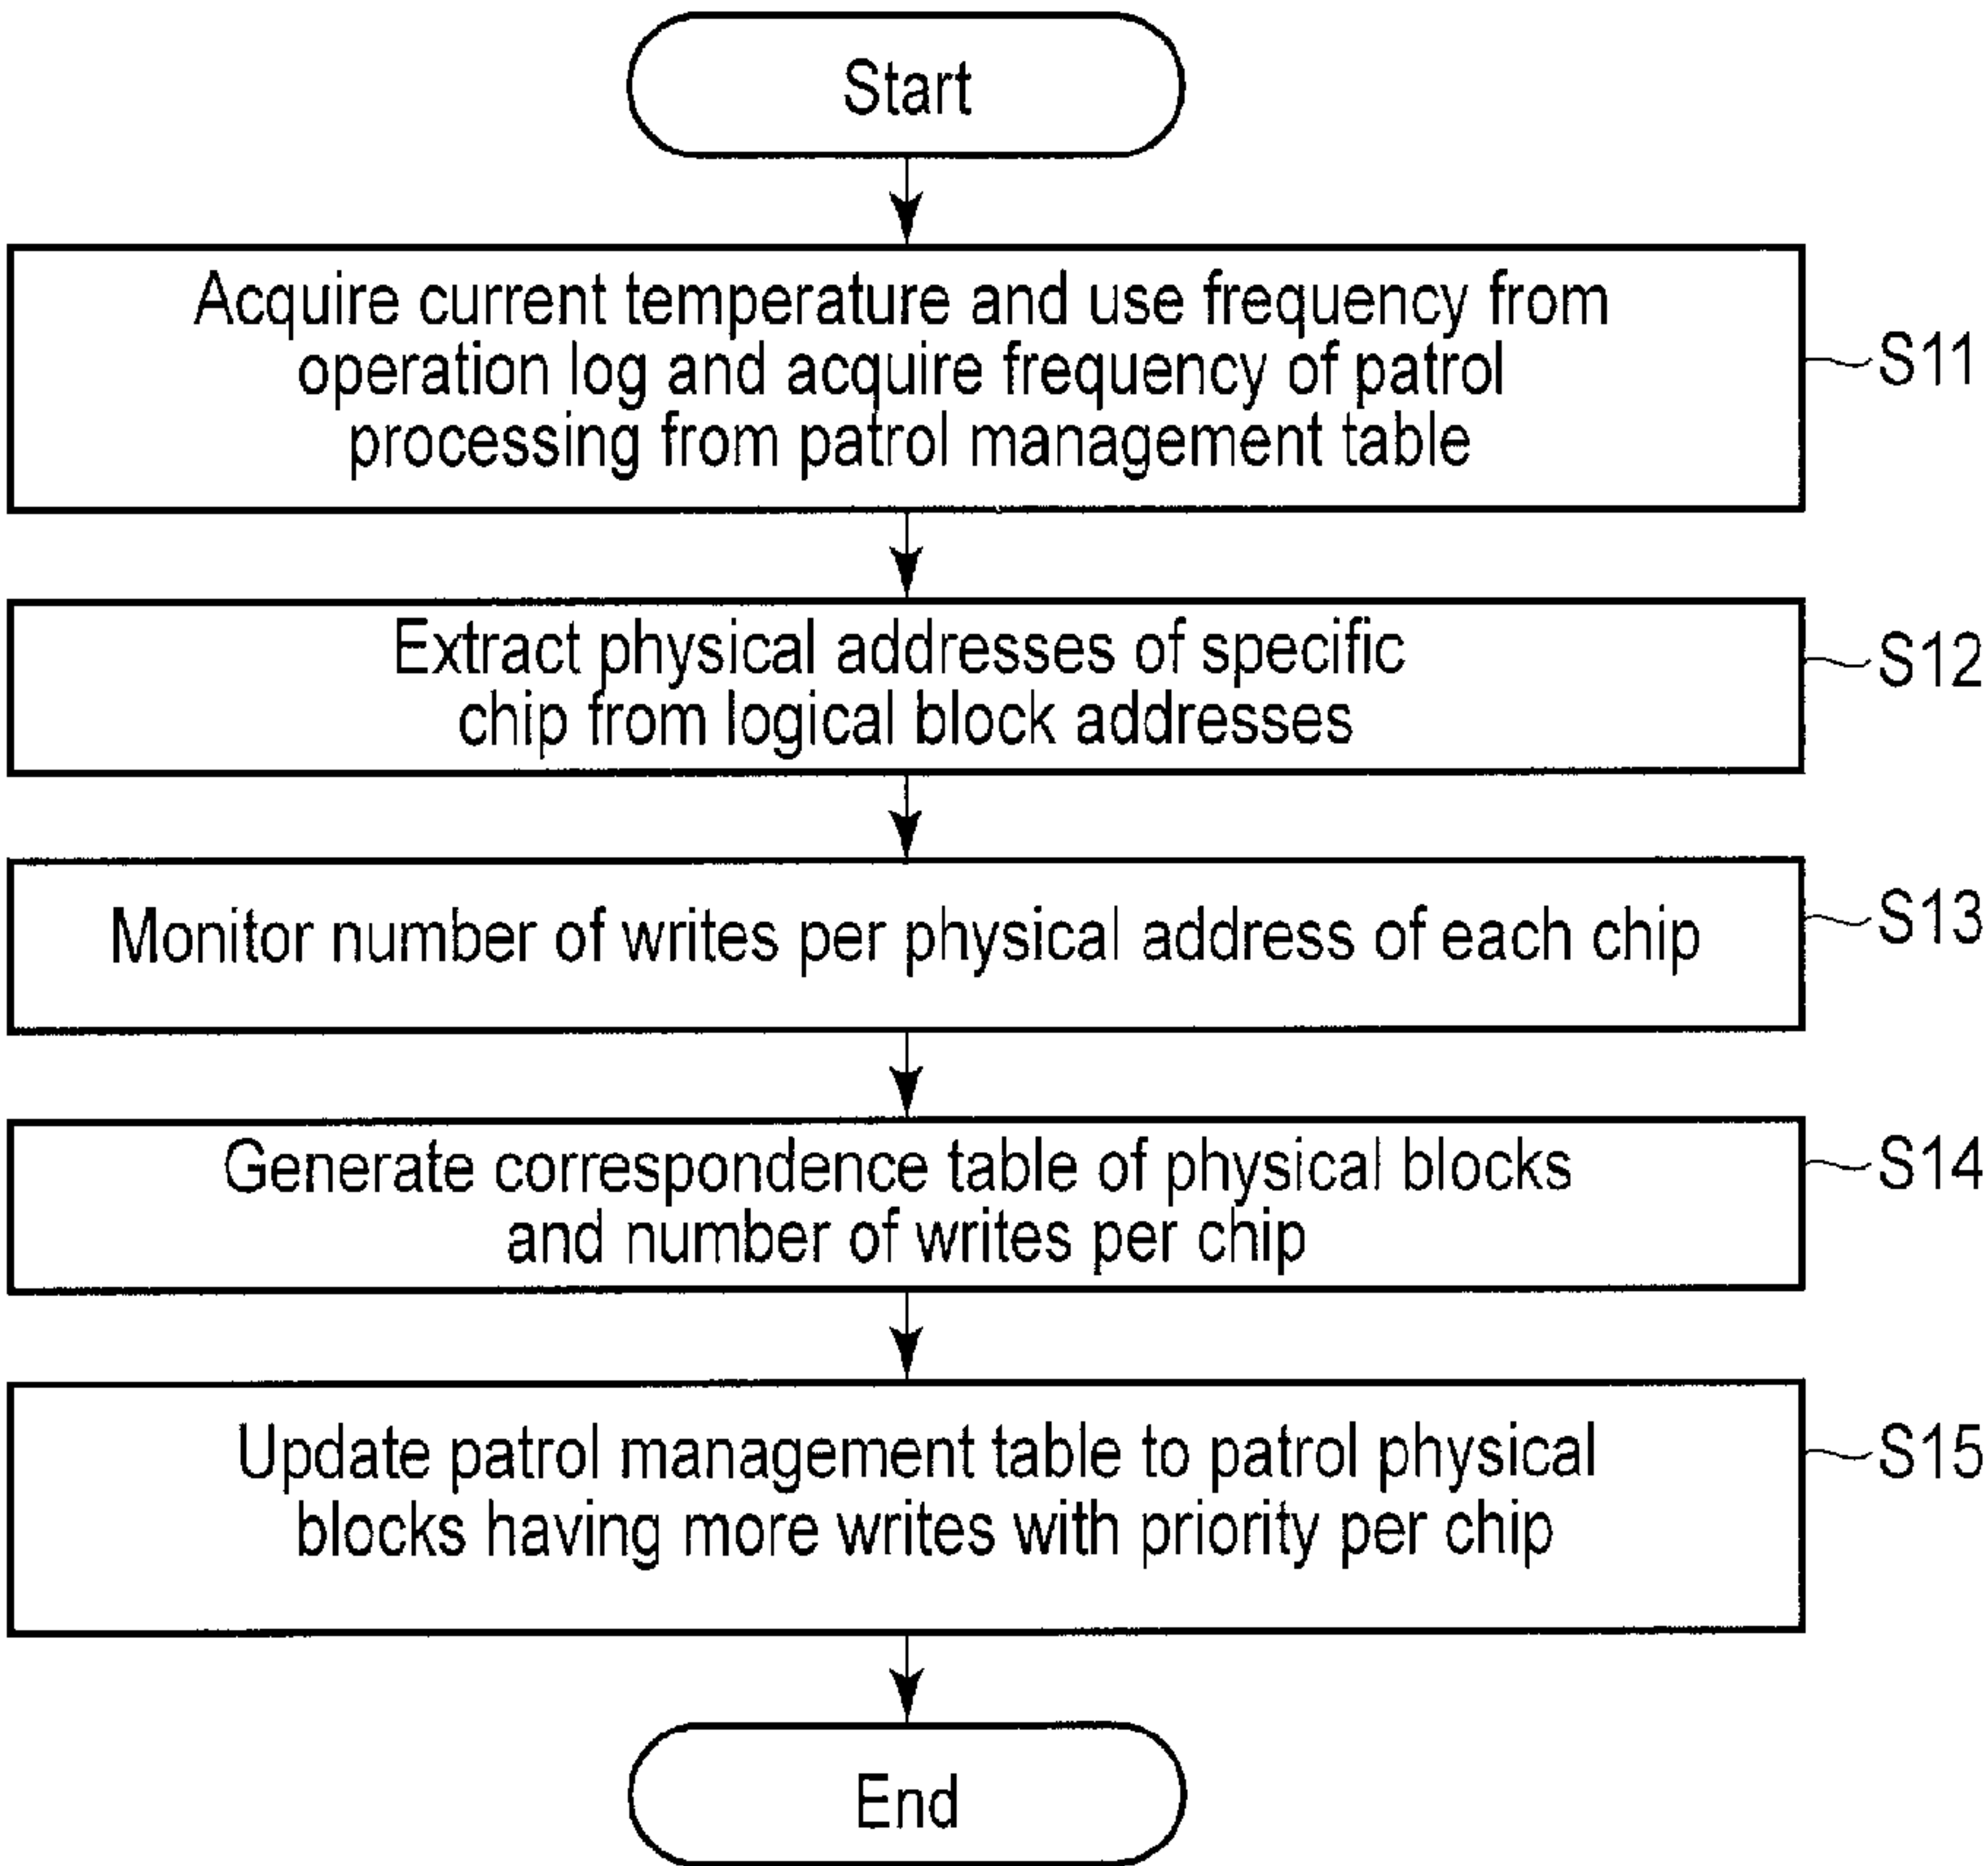 Start
Acquire current temperature and use frequency from
operation log and acquire frequency of patrol
processing from patrol management table
S11
Extract physical addresses of specific
chip from logical block addresses
S12
Monitor number of writes per physical address of each chip
S13
Generate correspondence table of physical blocks
and number of writes per chip
S14
Update patrol management table to patrol physical
blocks having more writes with priority per chip
S15
End